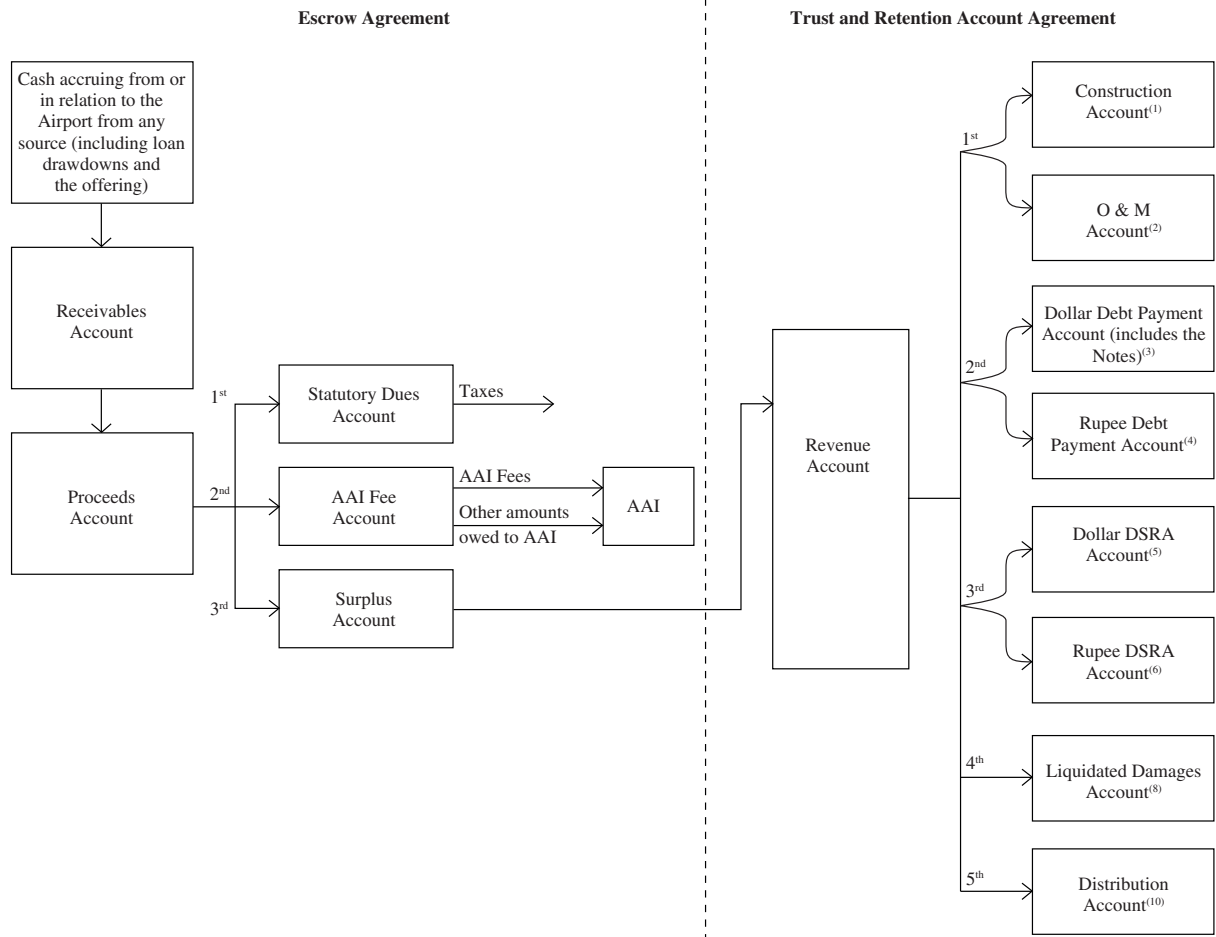 Escrow Agreement
Trust and Retention Account Agreement
Cash accruing from or
in relation to the
Airport from any
source (including loan
drawdowns and
the offering)
Receivables
Account
Proceeds
Account
1st
Statutory Dues
Account
Taxes
2nd
AAI Fee
Account
AAI Fees
Other amounts
owed to AAI
AAI
3rd
Surplus
Account
Revenue
Account
1st
Construction
Account(1)
O & M
Account(2)
2nd
Dollar Debt Payment
Account (includes the
Notes)(3)
Rupee Debt
Payment Account(4)
3rd
Dollar DSRA
Account(5)
Rupee DSRA
Account(6)
4th
Liquidated Damages
Account(8)
5th
Distribution
Account(10)